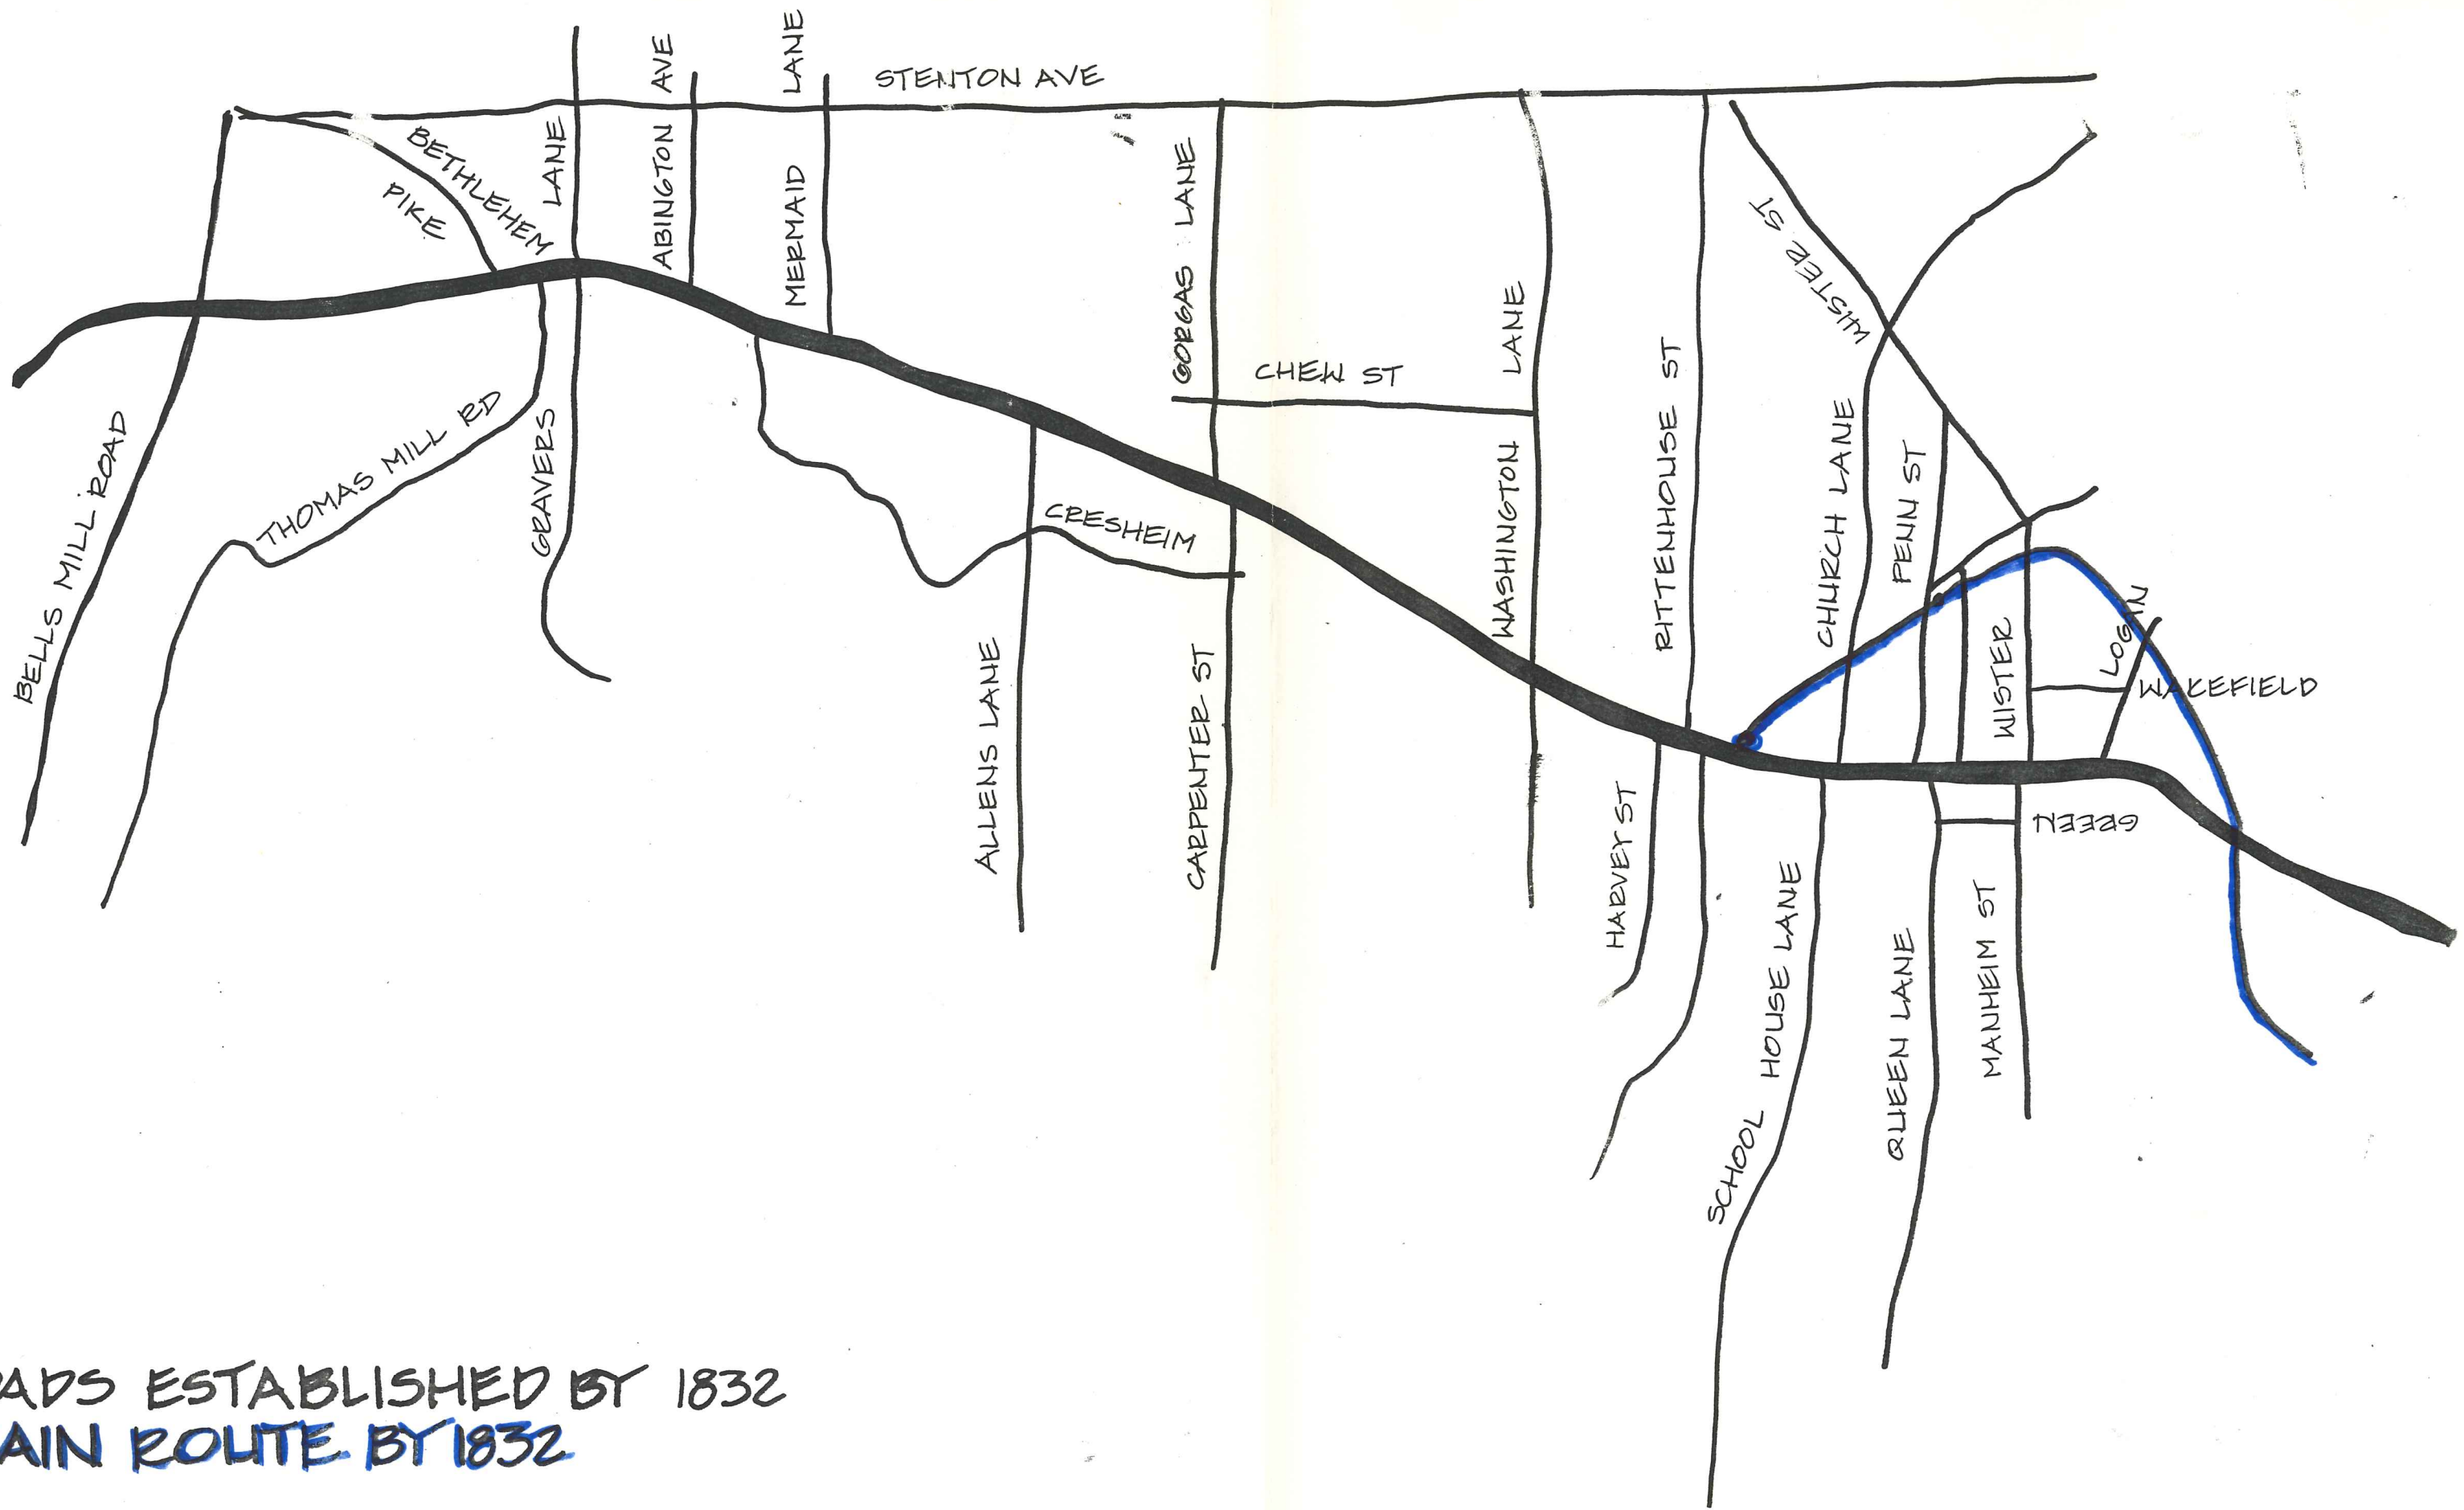 STENTON AVE
BETHLEHEM
PIKE
GRAVERS LANE
ABINGTON AVE
MERMAID LANE
GORGAS LANE
CHEW ST
WASHINGTON LANE
RITTENHOUSE ST
WISTER ST
CHURCH LANE
PENN ST
WISTER
LOGIN
WAKEFIELD
BELLS MILL ROAD
THOMAS MILL RD
CRESHEIM
ALLENS LANE
CARPENTER ST
HARVEY ST
SCHOOL HOUSE LANE
QUEEN LANE
MANHEIM ST
GREEN
ADS ESTABLISHED BY 1832
AIN ROUTE BY 1832